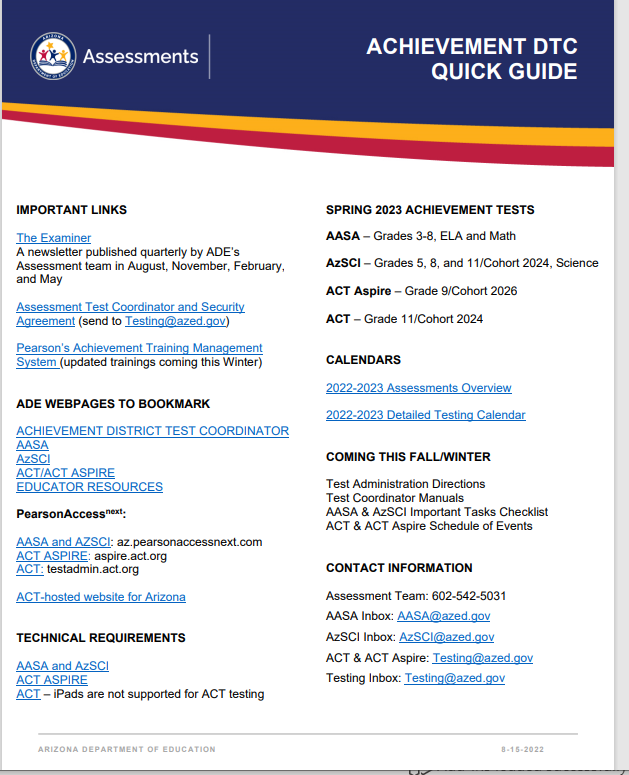 Assessments
ACHIEVEMENT DTC
QUICK GUIDE
IMPORTANT LINKS
The Examiner
A newsletter published quarterly by ADE's
Assessment team in August, November, February,
and May
Assessment Test Coordinator and Security
Agreement (send to Testing@azed.gov)
Pearson's Achievement Training Management
System (updated trainings coming this Winter)
ADE WEBPAGES TO BOOKMARK
ACHIEVEMENT DISTRICT TEST COORDINATOR
AASA
AzSCI
ACT/ACT ASPIRE
EDUCATOR RESOURCES
PearsonAccessnext:
AASA and AZSCI: az.pearsonaccessnext.com
ACT ASPIRE: aspire.act.org
ACT: testadmin.act.org
ACT-hosted website for Arizona
TECHNICAL REQUIREMENTS
AASA and AzSCI
ACT ASPIRE
ACT – iPads are not supported for ACT testing
SPRING 2023 ACHIEVEMENT TESTS
AASA – Grades 3-8, ELA and Math
AzSCI – Grades 5, 8, and 11/Cohort 2024, Science
ACT Aspire – Grade 9/Cohort 2026
ACT – Grade 11/Cohort 2024
CALENDARS
2022-2023 Assessments Overview
2022-2023 Detailed Testing Calendar
COMING THIS FALL/WINTER
Test Administration Directions
Test Coordinator Manuals
AASA & AzSCI Important Tasks Checklist
ACT & ACT Aspire Schedule of Events
CONTACT INFORMATION
Assessment Team: 602-542-5031
AASA Inbox: AASA@azed.gov
AzSCI Inbox: AzSCI@azed.gov
ACT & ACT Aspire: Testing@azed.gov
Testing Inbox: Testing@azed.gov
ARIZONA DEPARTMENT OF EDUCATION
8-15-2022